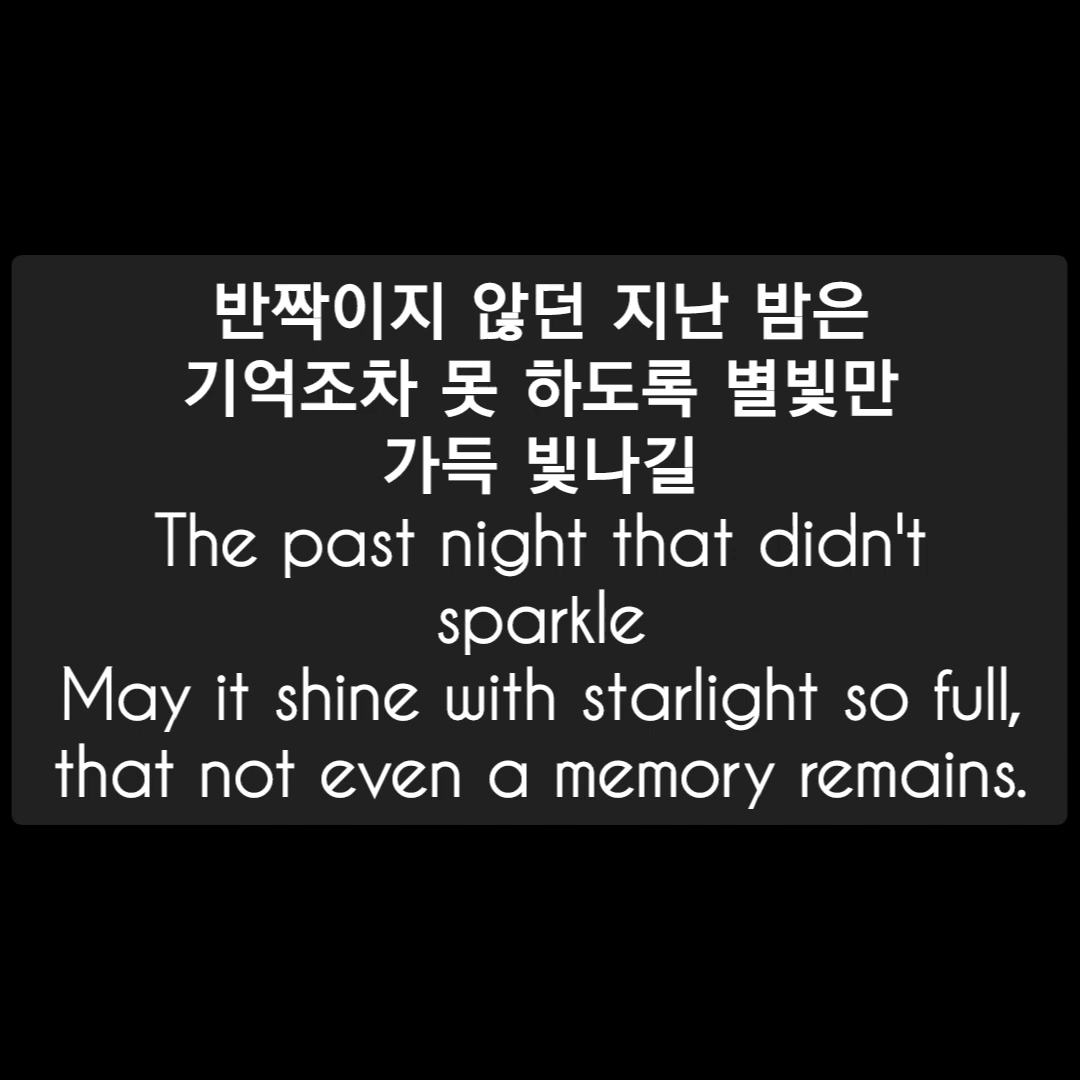 반짝이지 않던 지난 밤은
기억조차 못 하도록 별빛만
가득 빛나길
The past night that didn't
sparkle
May it shine with starlight so full,
that not even a memory remains.